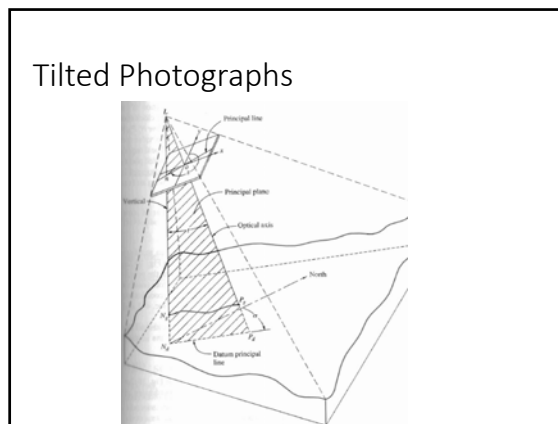 Tilted Photographs
L
Principal line
x
Principal plane
Vertical
Optical axis
North
N
P
N
P
Datum principal
line